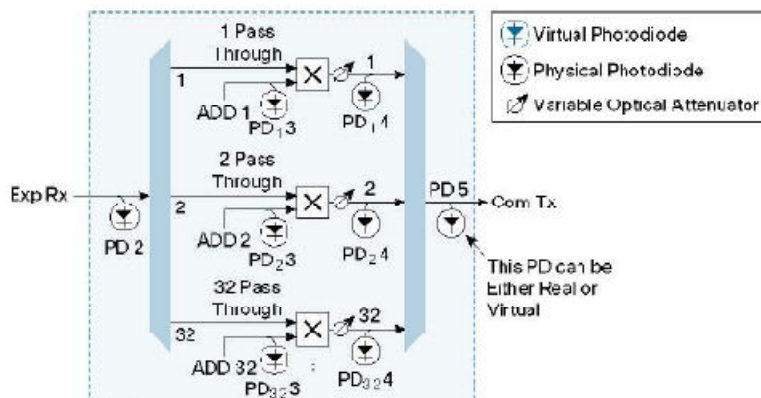 1 Pass
Through
1
ADD 1
PD₁3
1
PD₁4
2 Pass
Through
2
ADD 2
PD₂3
2
PD₂4
32 Pass
Through
32
ADD 32
PD₃₂3
:
32
PD₃₂4
Exp Rx
PD 2
PD 5
Com Tx
This PD can be
Either Real or
Virtual
Virtual Photodiode
Physical Photodiode
Variable Optical Attenuator